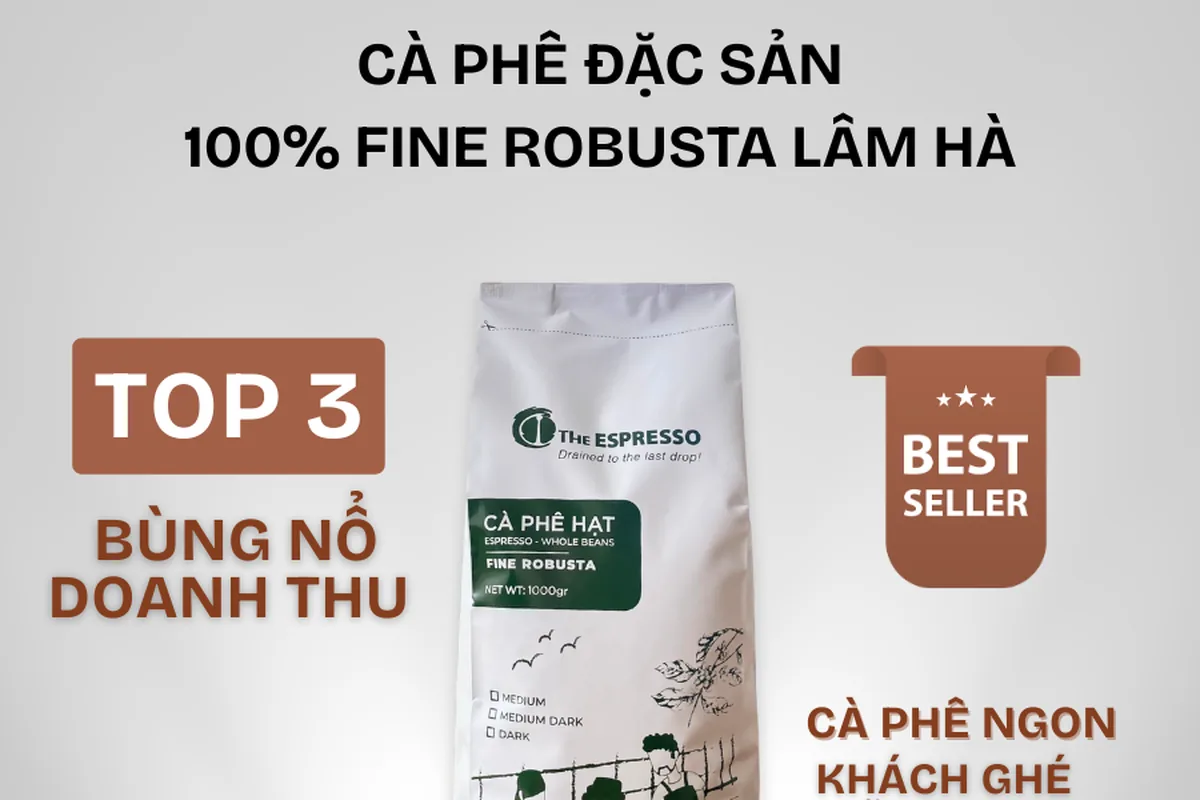 CÀ PHÊ ĐẶC SẢN
100% FINE ROBUSTA LÂM HÀ
TOP 3
BÙNG NỔ
DOANH THU
THE ESPRESSO
Drained to the last drop!
CÀ PHÊ HẠT
ESPRESSO - WHOLE BEANS
FINE ROBUSTA
NET WT: 1000gr
MEDIUM
MEDIUM DARK
DARK
BEST
SELLER
CÀ PHÊ NGON
KHÁCH GHÉ